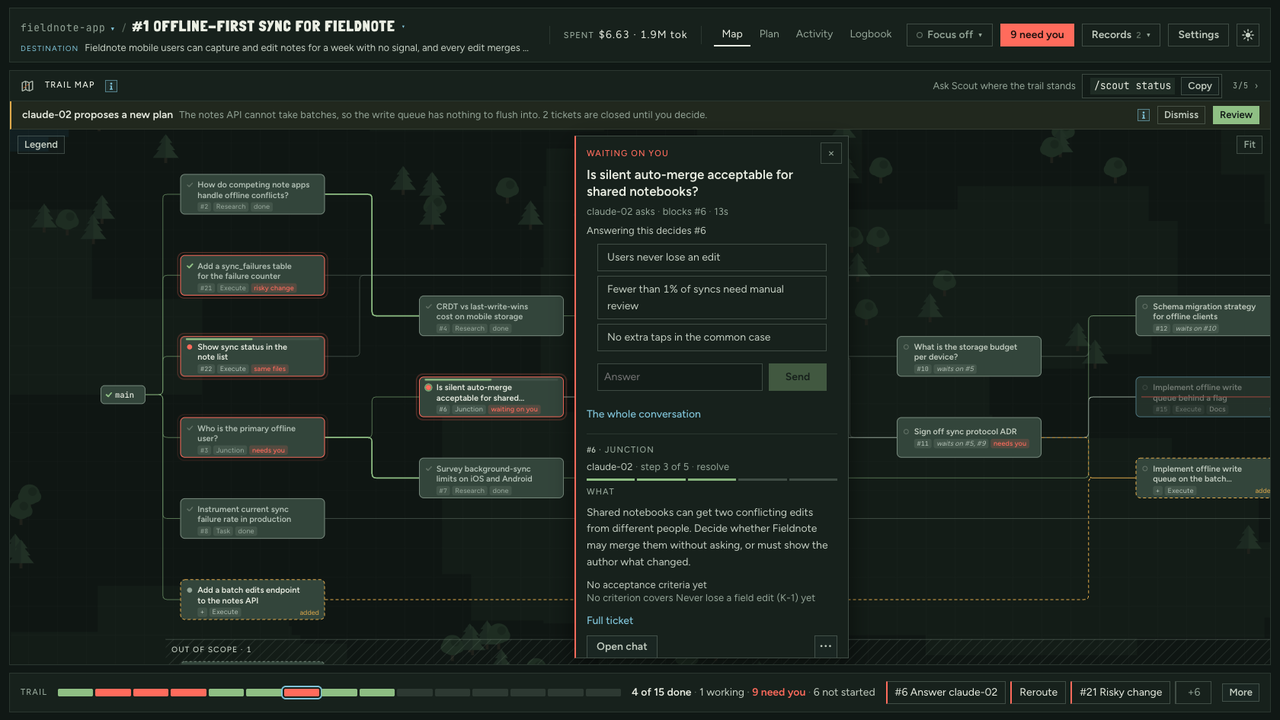 fieldnote-app ▾ / #1 OFFLINE-FIRST SYNC FOR FIELDNOTE
DESTINATION Fieldnote mobile users can capture and edit notes for a week with no signal, and every edit merges ...
SPENT $6.63 · 1.9M tok
Map Plan Activity Logbook
Focus off ▾
9 need you
Records 2 ▾
Settings
TRAIL MAP i
Ask Scout where the trail stands /scout status Copy 3/5 ›
claude-02 proposes a new plan The notes API cannot take batches, so the write queue has nothing to flush into. 2 tickets are closed until you decide.
i Dismiss Review
Legend
Fit
main
How do competing note apps
handle offline conflicts?
#2 Research done
Add a sync_failures table
for the failure counter
#21 Execute risky change
Show sync status in the
note list
#22 Execute same files
Who is the primary offline
user?
#3 Junction needs you
Instrument current sync
failure rate in production
#8 Task done
Add a batch edits endpoint
to the notes API
+ Execute added
CRDT vs last-write-wins
cost on mobile storage
#4 Research done
Is silent auto-merge
acceptable for shared...
#6 Junction waiting on you
Survey background-sync
limits on iOS and Android
#7 Research done
WAITING ON YOU ×
Is silent auto-merge acceptable for
shared notebooks?
claude-02 asks · blocks #6 · 13s
Answering this decides #6
Users never lose an edit
Fewer than 1% of syncs need manual
review
No extra taps in the common case
Answer Send
The whole conversation
#6 · JUNCTION
claude-02 · step 3 of 5 · resolve
WHAT
Shared notebooks can get two conflicting edits
from different people. Decide whether Fieldnote
may merge them without asking, or must show the
author what changed.
No acceptance criteria yet
No criterion covers Never lose a field edit (K-1) yet
Full ticket
Open chat ...
What is the storage budget
per device?
#10 waits on #5
Sign off sync protocol ADR
#11 waits on #5, #9 needs you
Schema migration strategy
for offline clients
#12 waits on #10
Implement offline write
queue behind a flag
#15 Execute Docs
Implement offline write
queue on the batch...
+ Execute adde
OUT OF SCOPE · 1
TRAIL
4 of 15 done · 1 working · 9 need you · 6 not started
#6 Answer claude-02
Reroute
#21 Risky change
+6
More